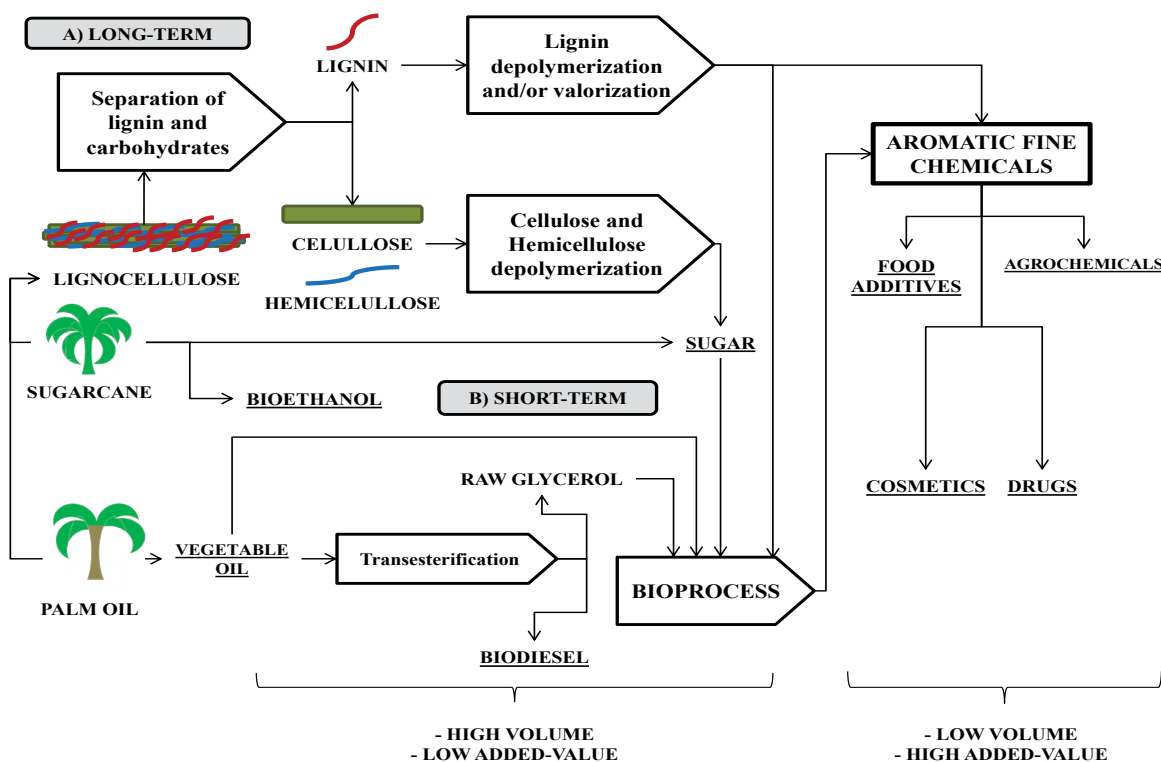 A) LONG-TERM
LIGNIN
Lignin
depolymerization
and/or valorization
Separation of
lignin and
carbohydrates
AROMATIC FINE
CHEMICALS
LIGNOCELLULOSE
CELULLOSE
HEMICELULLOSE
Cellulose and
Hemicellulose
depolymerization
FOOD
ADDITIVES
AGROCHEMICALS
SUGAR
SUGARCANE
BIOETHANOL
B) SHORT-TERM
RAW GLYCEROL
COSMETICS
DRUGS
PALM OIL
VEGETABLE
OIL
Transesterification
BIOPROCESS
BIODIESEL
- HIGH VOLUME
- LOW ADDED-VALUE
- LOW VOLUME
- HIGH ADDED-VALUE